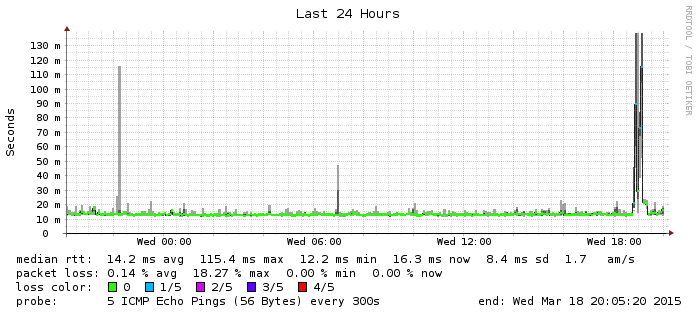 Last 24 Hours
RRDTOOL / TOBI OETIKER
Seconds
130 m
120 m
110 m
100 m
90 m
80 m
70 m
60 m
50 m
40 m
30 m
20 m
10 m
0
Wed 00:00 Wed 06:00 Wed 12:00 Wed 18:00
median rtt: 14.2 ms avg 115.4 ms max 12.2 ms min 16.3 ms now 8.4 ms sd 1.7 am/s
packet loss: 0.14 % avg 18.27 % max 0.00 % min 0.00 % now
loss color: 0 1/5 2/5 3/5 4/5
probe: 5 ICMP Echo Pings (56 Bytes) every 300s end: Wed Mar 18 20:05:20 2015